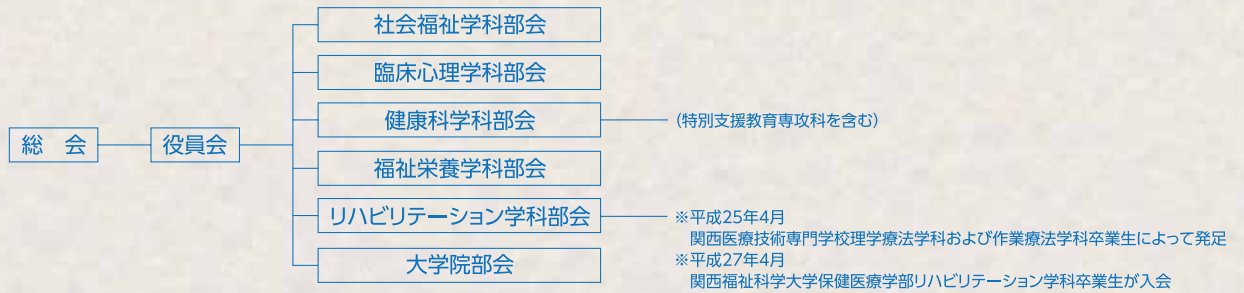 社会福祉学科部会
臨床心理学科部会
健康科学科部会
(特別支援教育専攻科を含む)
総　会
役員会
福祉栄養学科部会
リハビリテーション学科部会
※平成25年4月
関西医療技術専門学校理学療法学科および作業療法学科卒業生によって発足
※平成27年4月
関西福祉科学大学保健医療学部リハビリテーション学科卒業生が入会
大学院部会